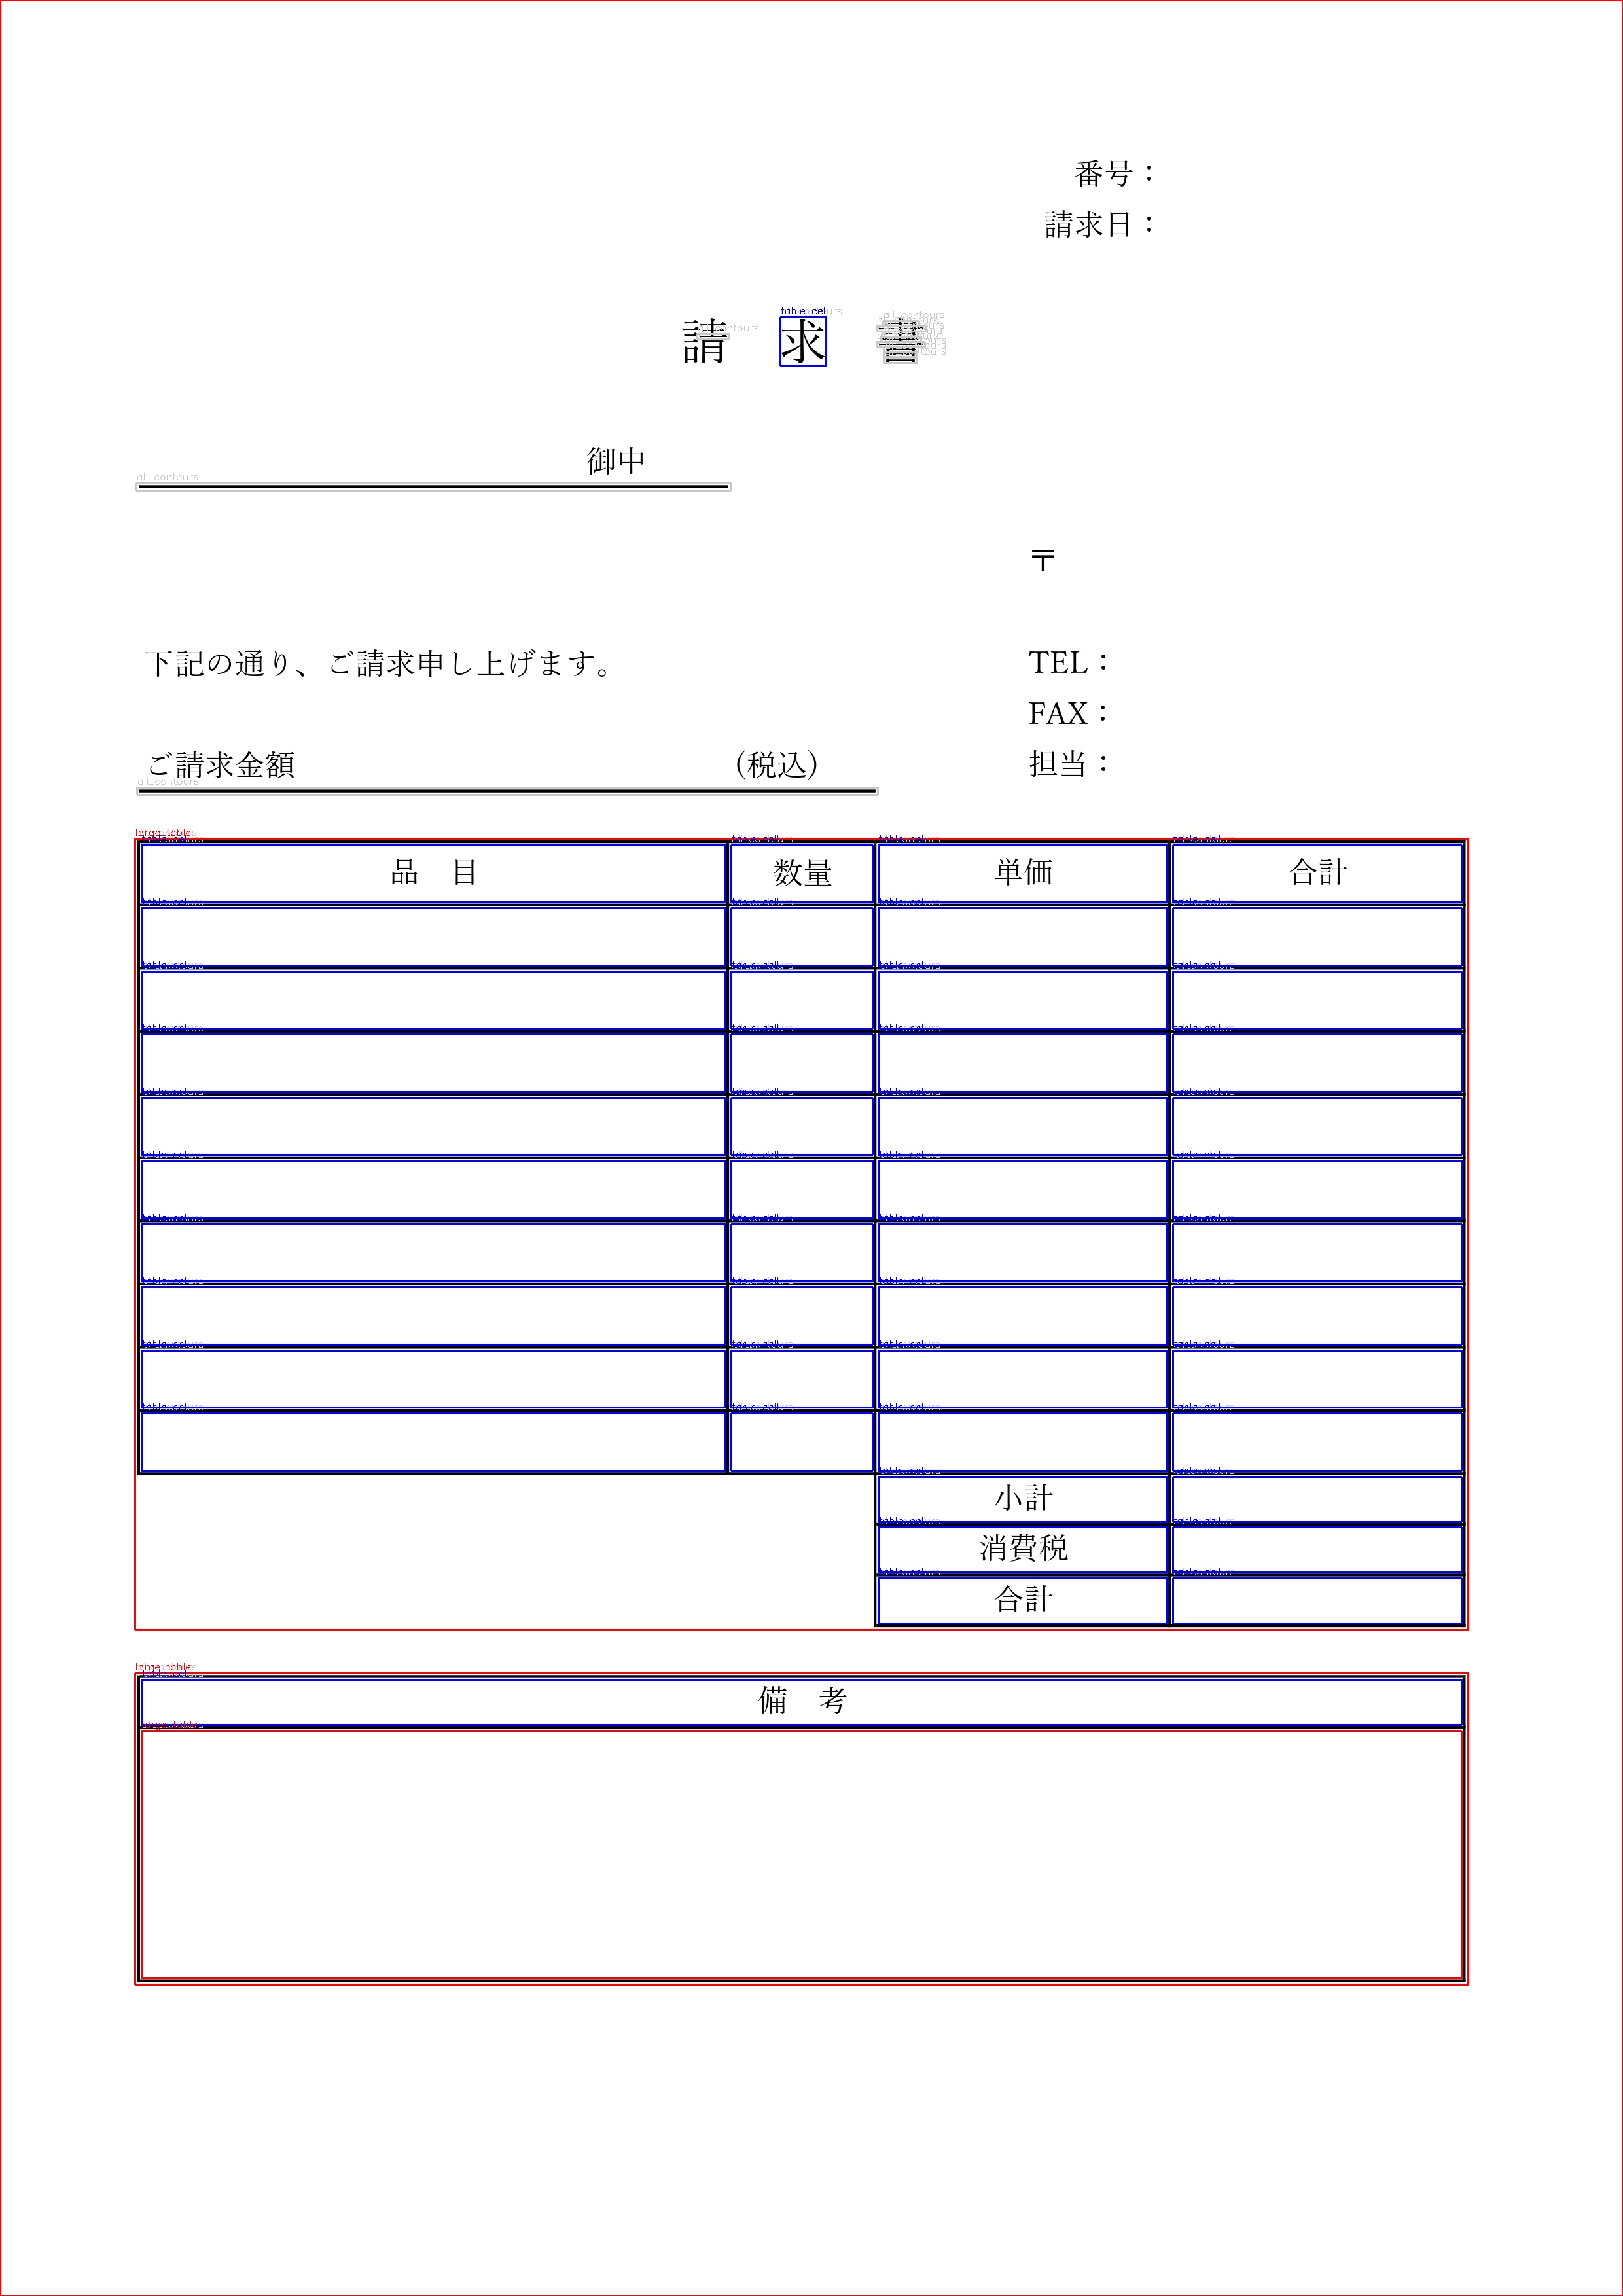 番号：
請求日：
請　求　書
御中
〒
下記の通り、ご請求申し上げます。
TEL：
FAX：
ご請求金額　（税込）
担当：
品　目　数量　単価　合計
小計
消費税
合計
備　考